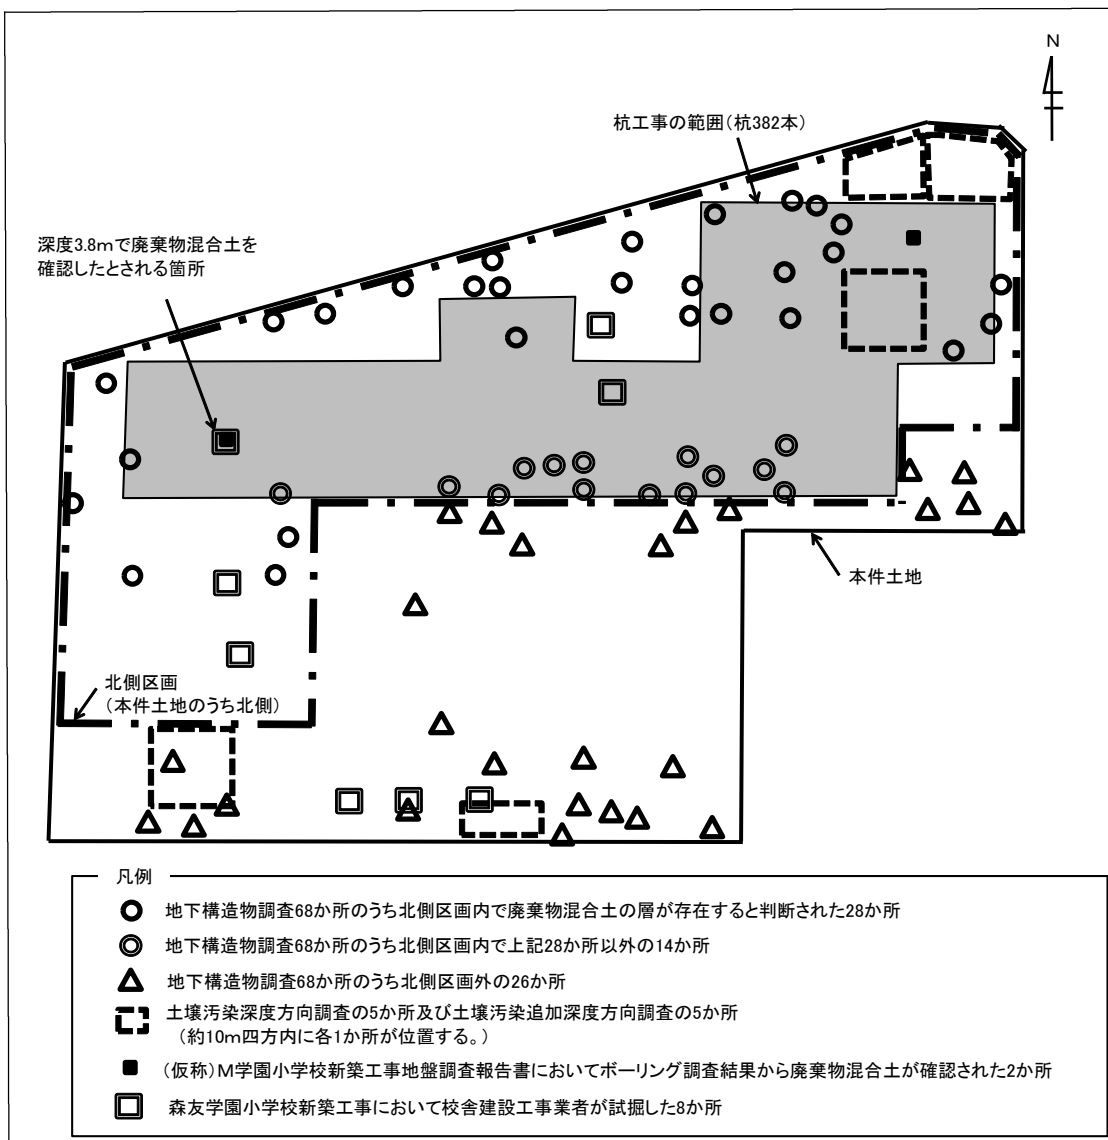 N
杭工事の範囲(杭382本)
深度3.8mで廃棄物混合土を
確認したとされる箇所
本件土地
北側区画
(本件土地のうち北側)
凡例
地下構造物調査68か所のうち北側区画内で廃棄物混合土の層が存在すると判断された28か所
地下構造物調査68か所のうち北側区画内で上記28か所以外の14か所
地下構造物調査68か所のうち北側区画外の26か所
土壌汚染深度方向調査の5か所及び土壌汚染追加深度方向調査の5か所
(約10m四方内に各1か所が位置する。)
(仮称)M学園小学校新築工事地盤調査報告書においてボーリング調査結果から廃棄物混合土が確認された2か所
森友学園小学校新築工事において校舎建設工事業者が試掘した8か所